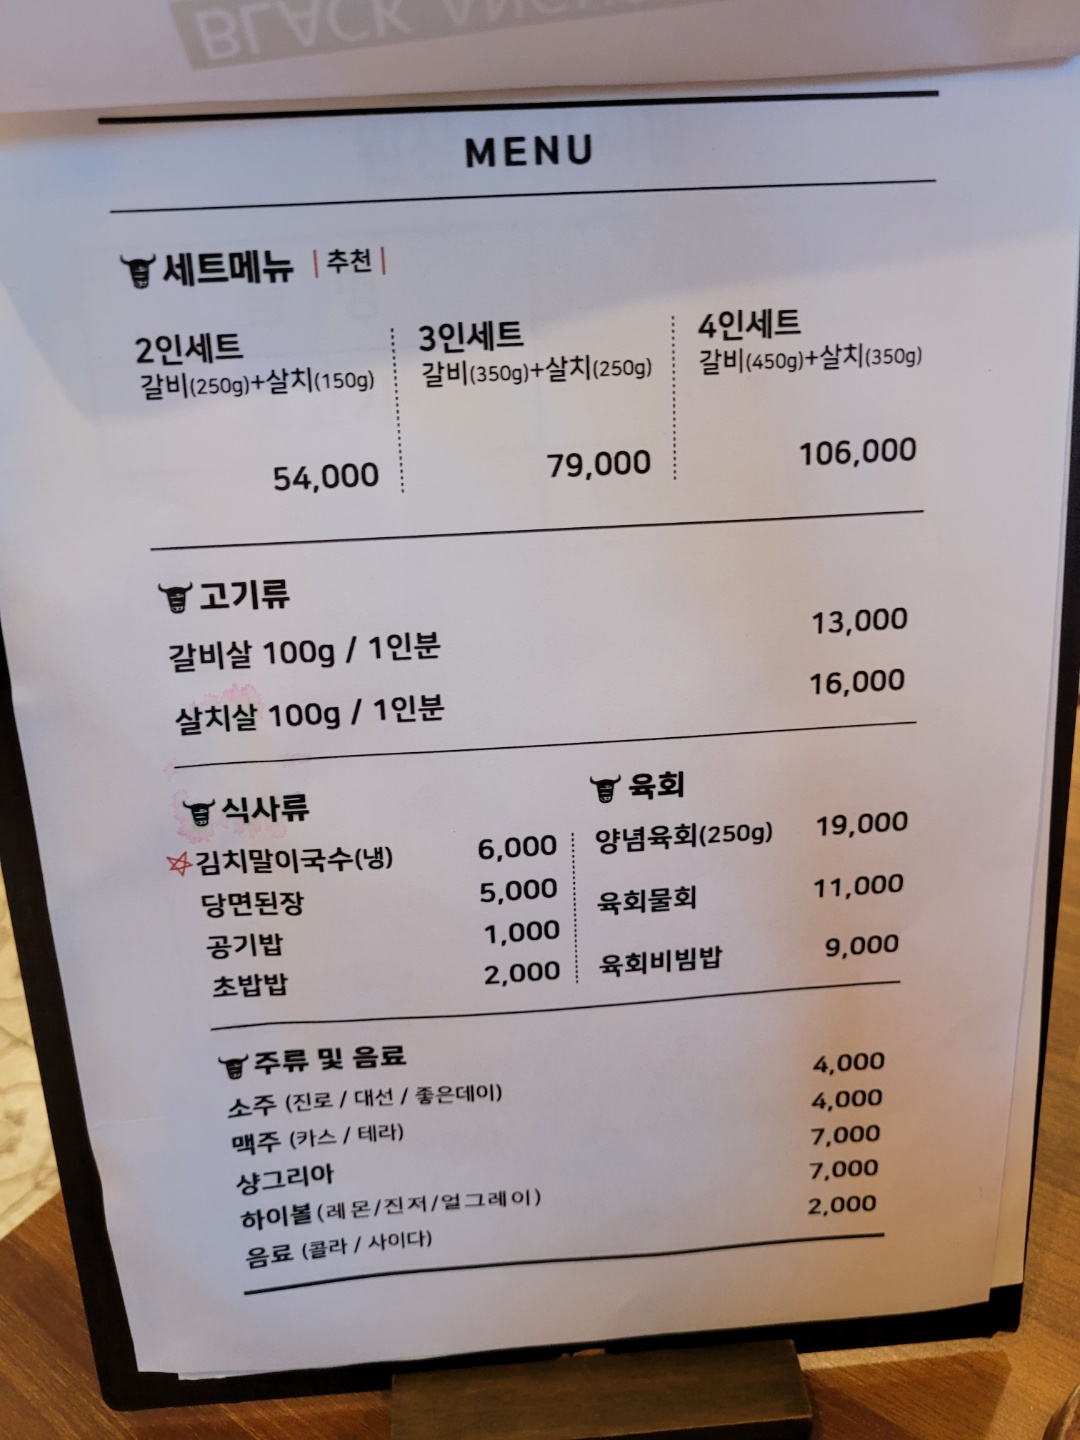 BLACK
MENU
세트메뉴 | 추천 |
2인세트
갈비(250g)+살치(150g)
54,000
3인세트
갈비(350g)+살치(250g)
79,000
4인세트
갈비(450g)+살치(350g)
106,000
고기류
갈비살 100g / 1인분 13,000
살치살 100g / 1인분 16,000
식사류
김치말이국수(냉) 6,000
당면된장 5,000
공기밥 1,000
초밥밥 2,000
육회
양념육회(250g) 19,000
육회물회 11,000
육회비빔밥 9,000
주류 및 음료
소주 (진로 / 대선 / 좋은데이) 4,000
맥주 (카스 / 테라) 4,000
샹그리아 7,000
하이볼(레몬/진저/얼그레이) 7,000
음료 (콜라 / 사이다) 2,000